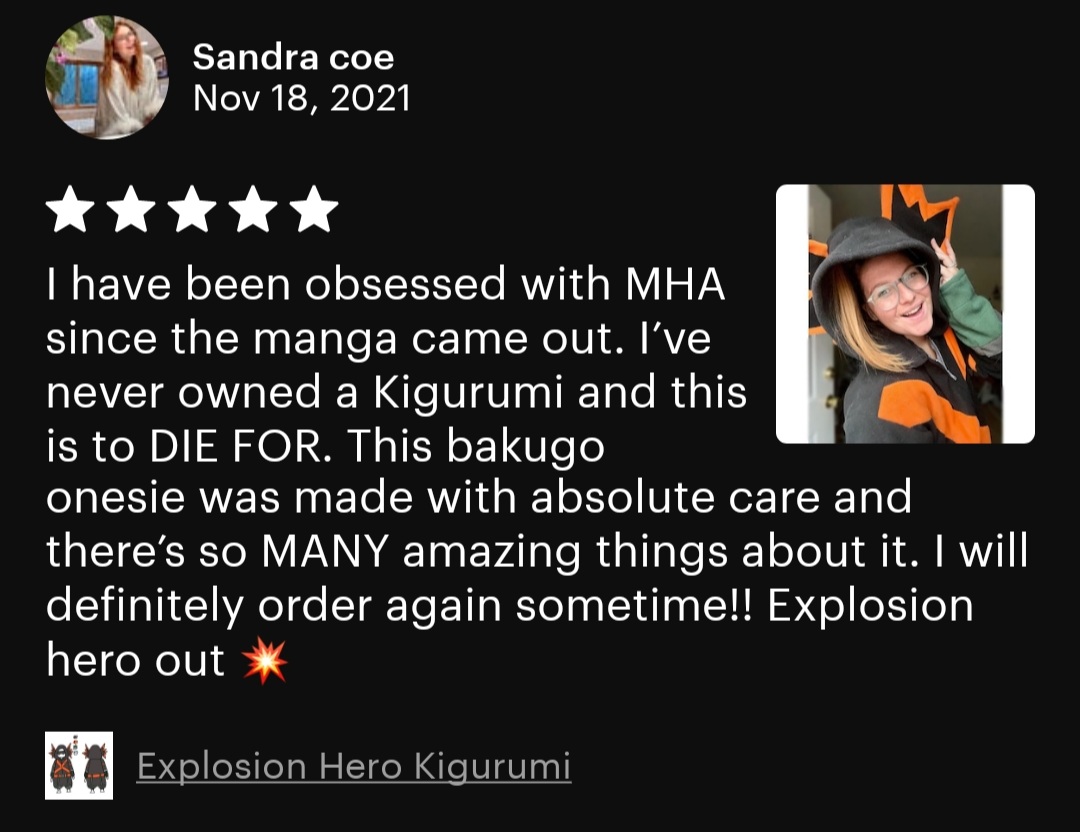 Sandra coe
Nov 18, 2021
I have been obsessed with MHA
since the manga came out. I’ve
never owned a Kigurumi and this
is to DIE FOR. This bakugo
onesie was made with absolute care and
there’s so MANY amazing things about it. I will
definitely order again sometime!! Explosion
hero out 💥
Explosion Hero Kigurumi